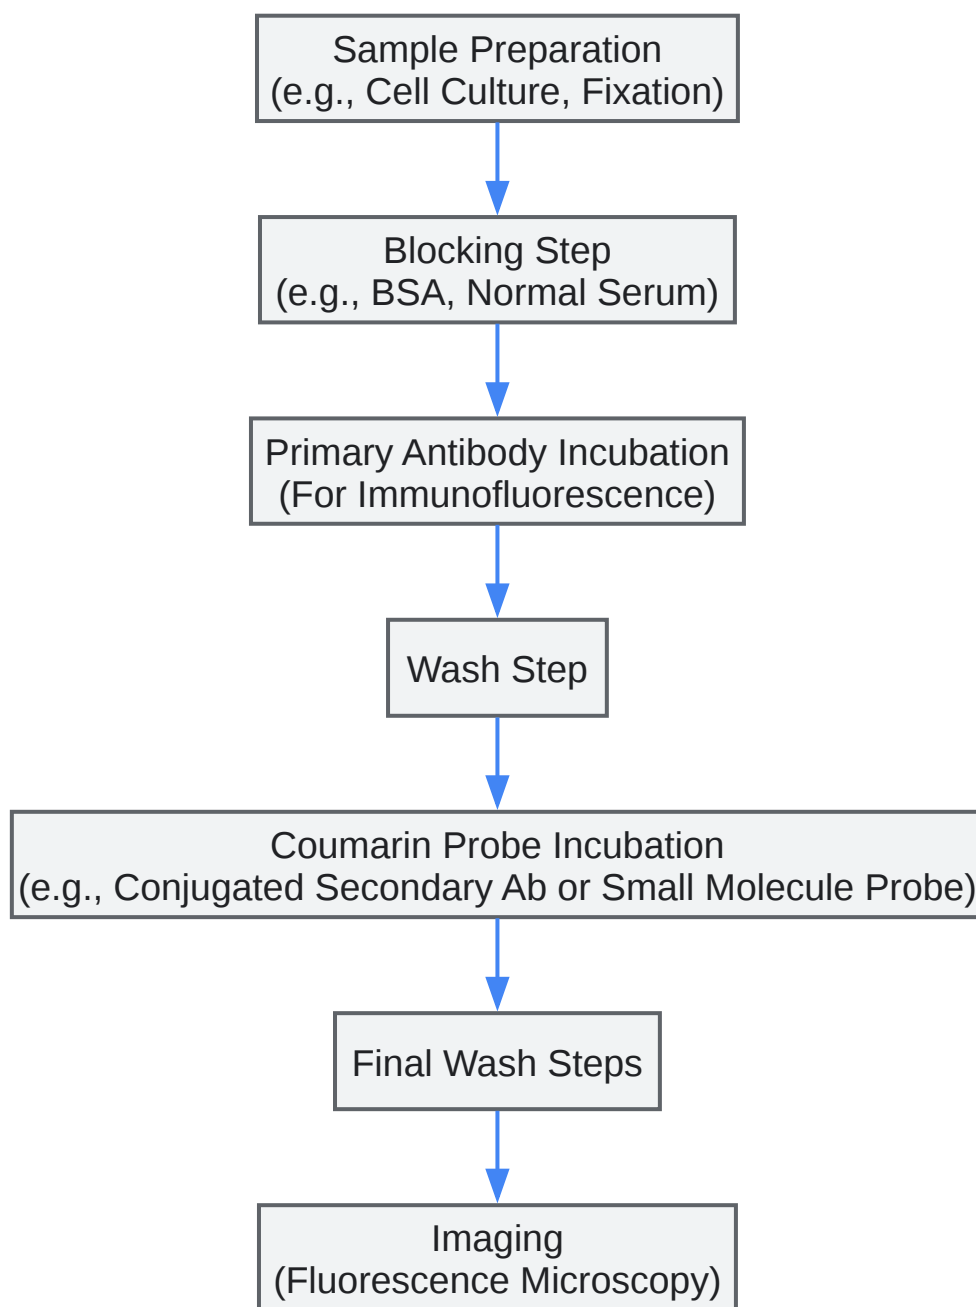 Sample Preparation
(e.g., Cell Culture, Fixation)
Blocking Step
(e.g., BSA, Normal Serum)
Primary Antibody Incubation
(For Immunofluorescence)
Wash Step
Coumarin Probe Incubation
(e.g., Conjugated Secondary Ab or Small Molecule Probe)
Final Wash Steps
Imaging
(Fluorescence Microscopy)